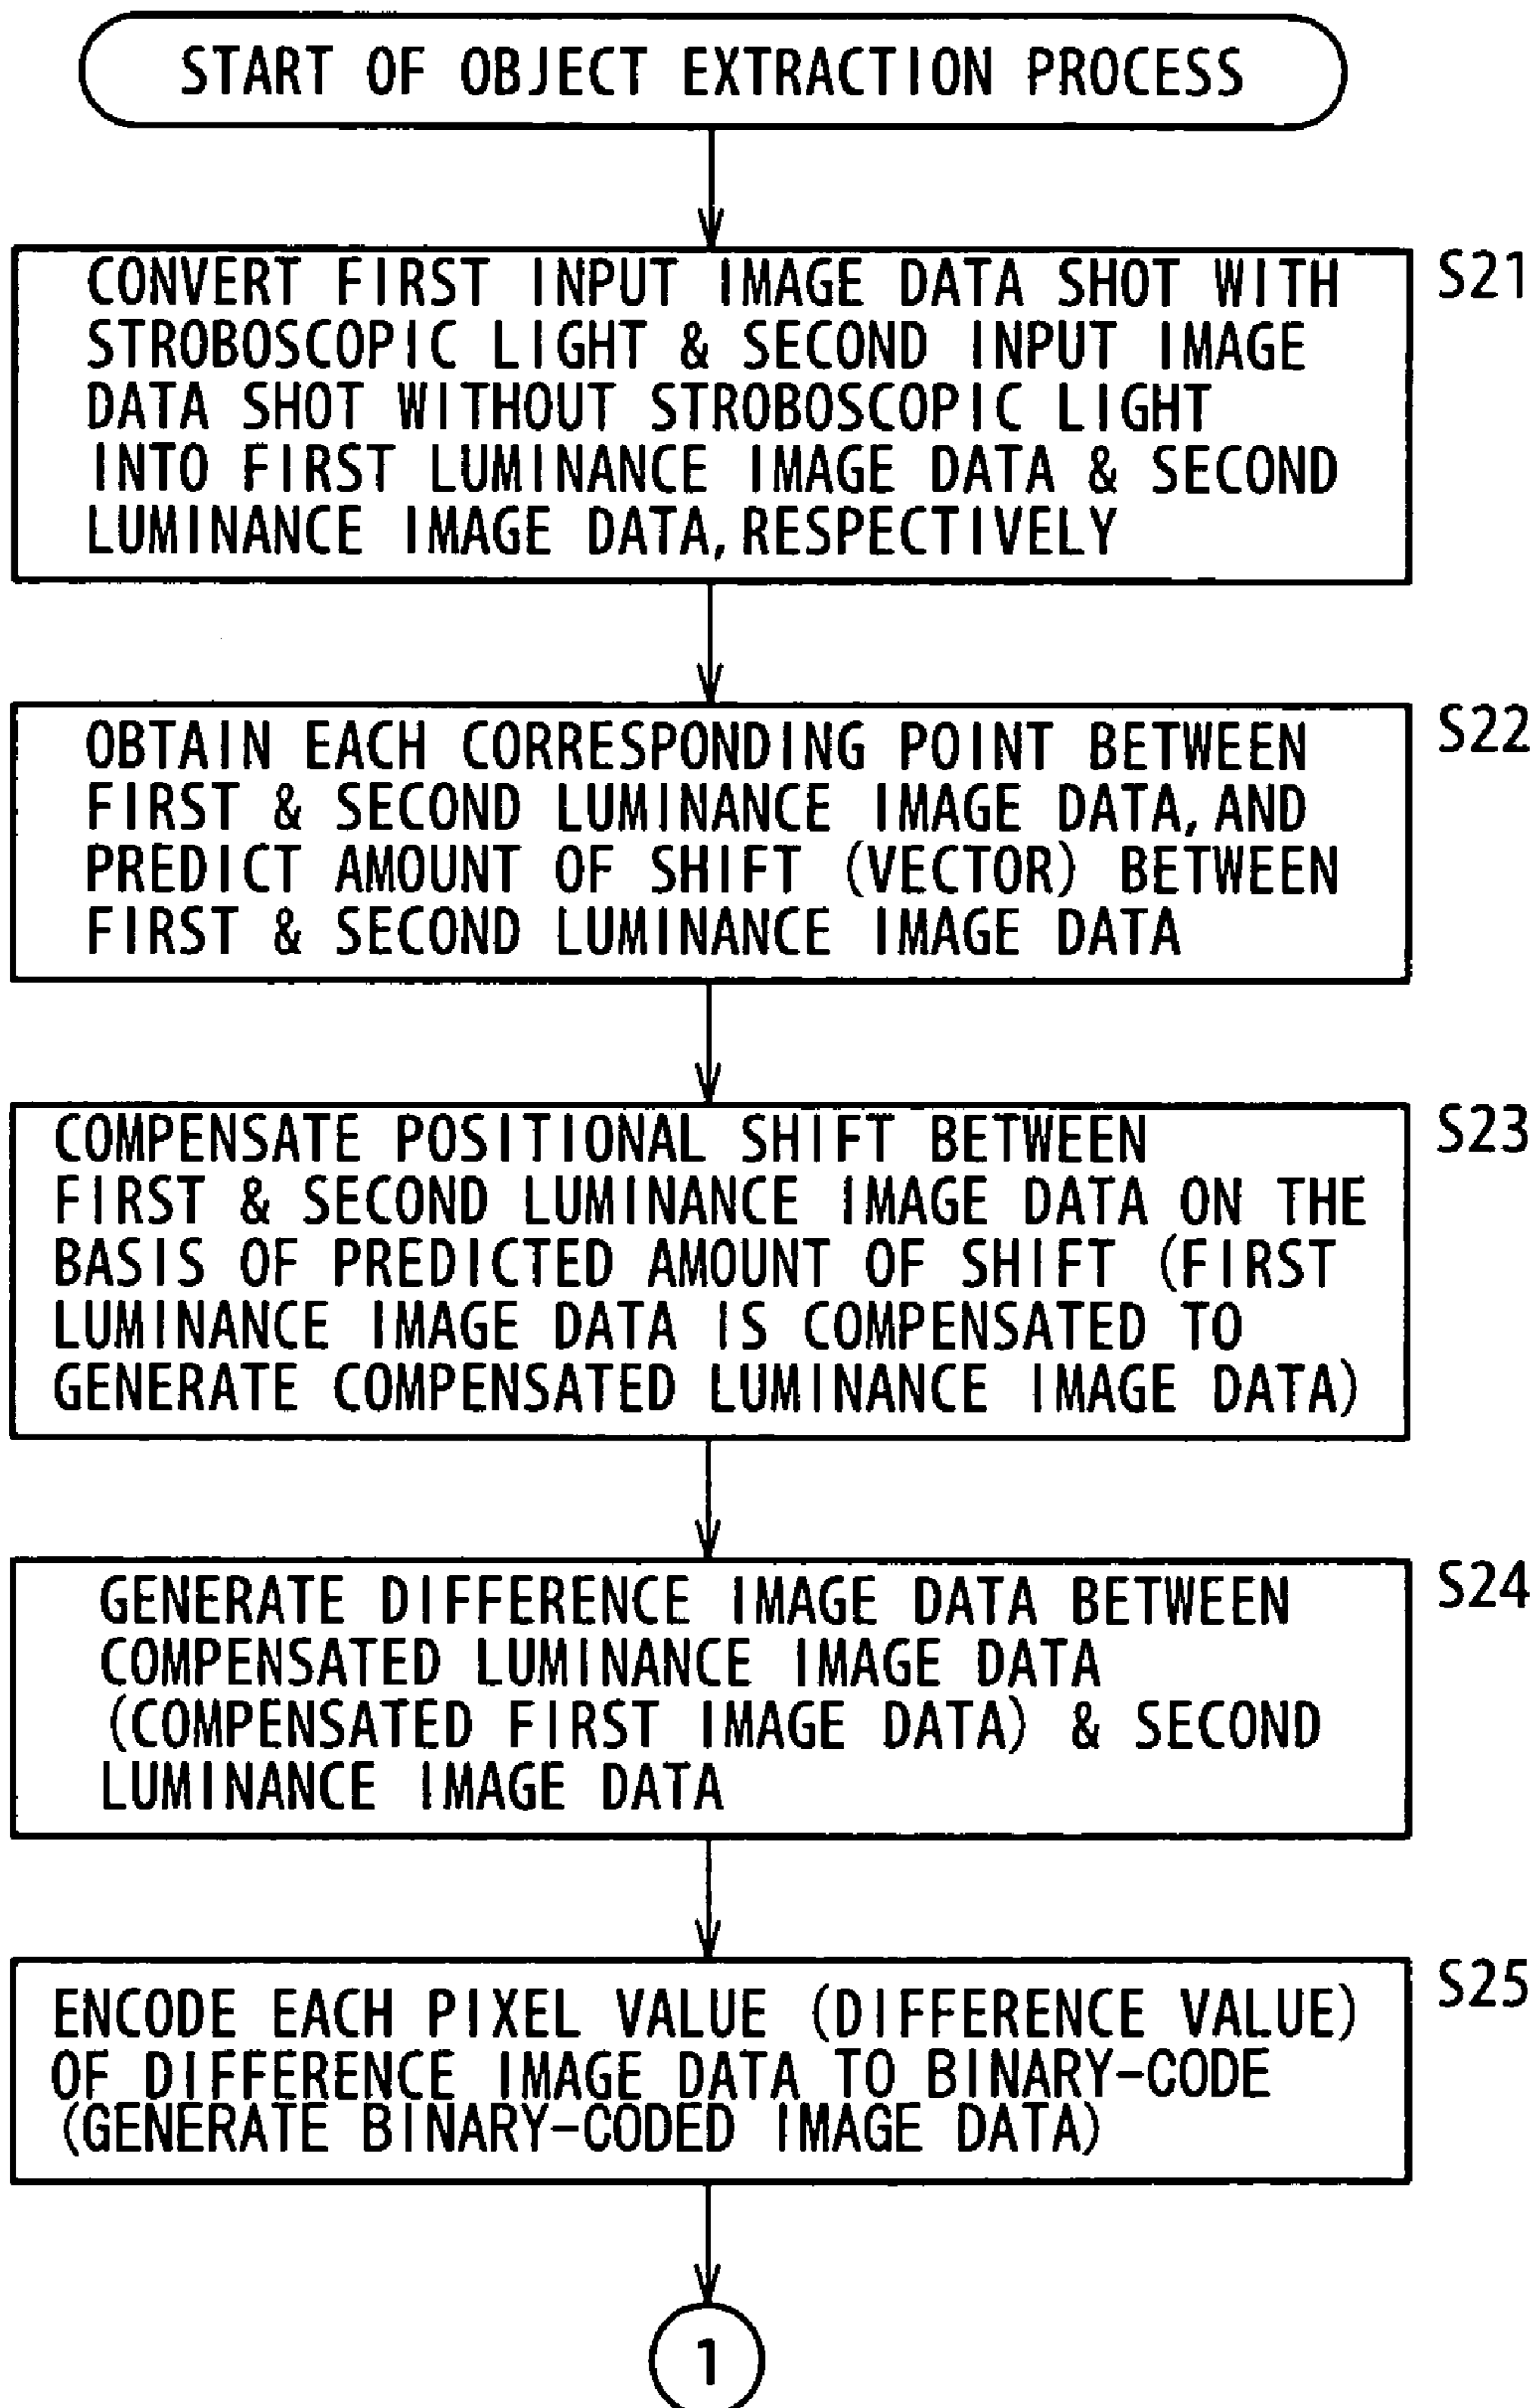 START OF OBJECT EXTRACTION PROCESS
S21
CONVERT FIRST INPUT IMAGE DATA SHOT WITH
STROBOSCOPIC LIGHT & SECOND INPUT IMAGE
DATA SHOT WITHOUT STROBOSCOPIC LIGHT
INTO FIRST LUMINANCE IMAGE DATA & SECOND
LUMINANCE IMAGE DATA, RESPECTIVELY
S22
OBTAIN EACH CORRESPONDING POINT BETWEEN
FIRST & SECOND LUMINANCE IMAGE DATA, AND
PREDICT AMOUNT OF SHIFT (VECTOR) BETWEEN
FIRST & SECOND LUMINANCE IMAGE DATA
S23
COMPENSATE POSITIONAL SHIFT BETWEEN
FIRST & SECOND LUMINANCE IMAGE DATA ON THE
BASIS OF PREDICTED AMOUNT OF SHIFT (FIRST
LUMINANCE IMAGE DATA IS COMPENSATED TO
GENERATE COMPENSATED LUMINANCE IMAGE DATA)
S24
GENERATE DIFFERENCE IMAGE DATA BETWEEN
COMPENSATED LUMINANCE IMAGE DATA
(COMPENSATED FIRST IMAGE DATA) & SECOND
LUMINANCE IMAGE DATA
S25
ENCODE EACH PIXEL VALUE (DIFFERENCE VALUE)
OF DIFFERENCE IMAGE DATA TO BINARY-CODE
(GENERATE BINARY-CODED IMAGE DATA)
1